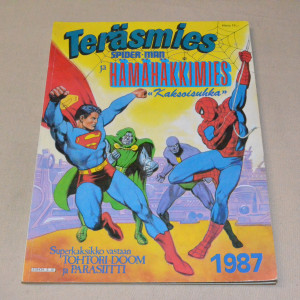 Teräsmies
SPIDER-MAN
ja HÄMÄHÄKKIMIES
"Kaksoisuhka"
Superkaksikko vastaan
TOHTORI-DOOM
ja PARASIITTI
1987